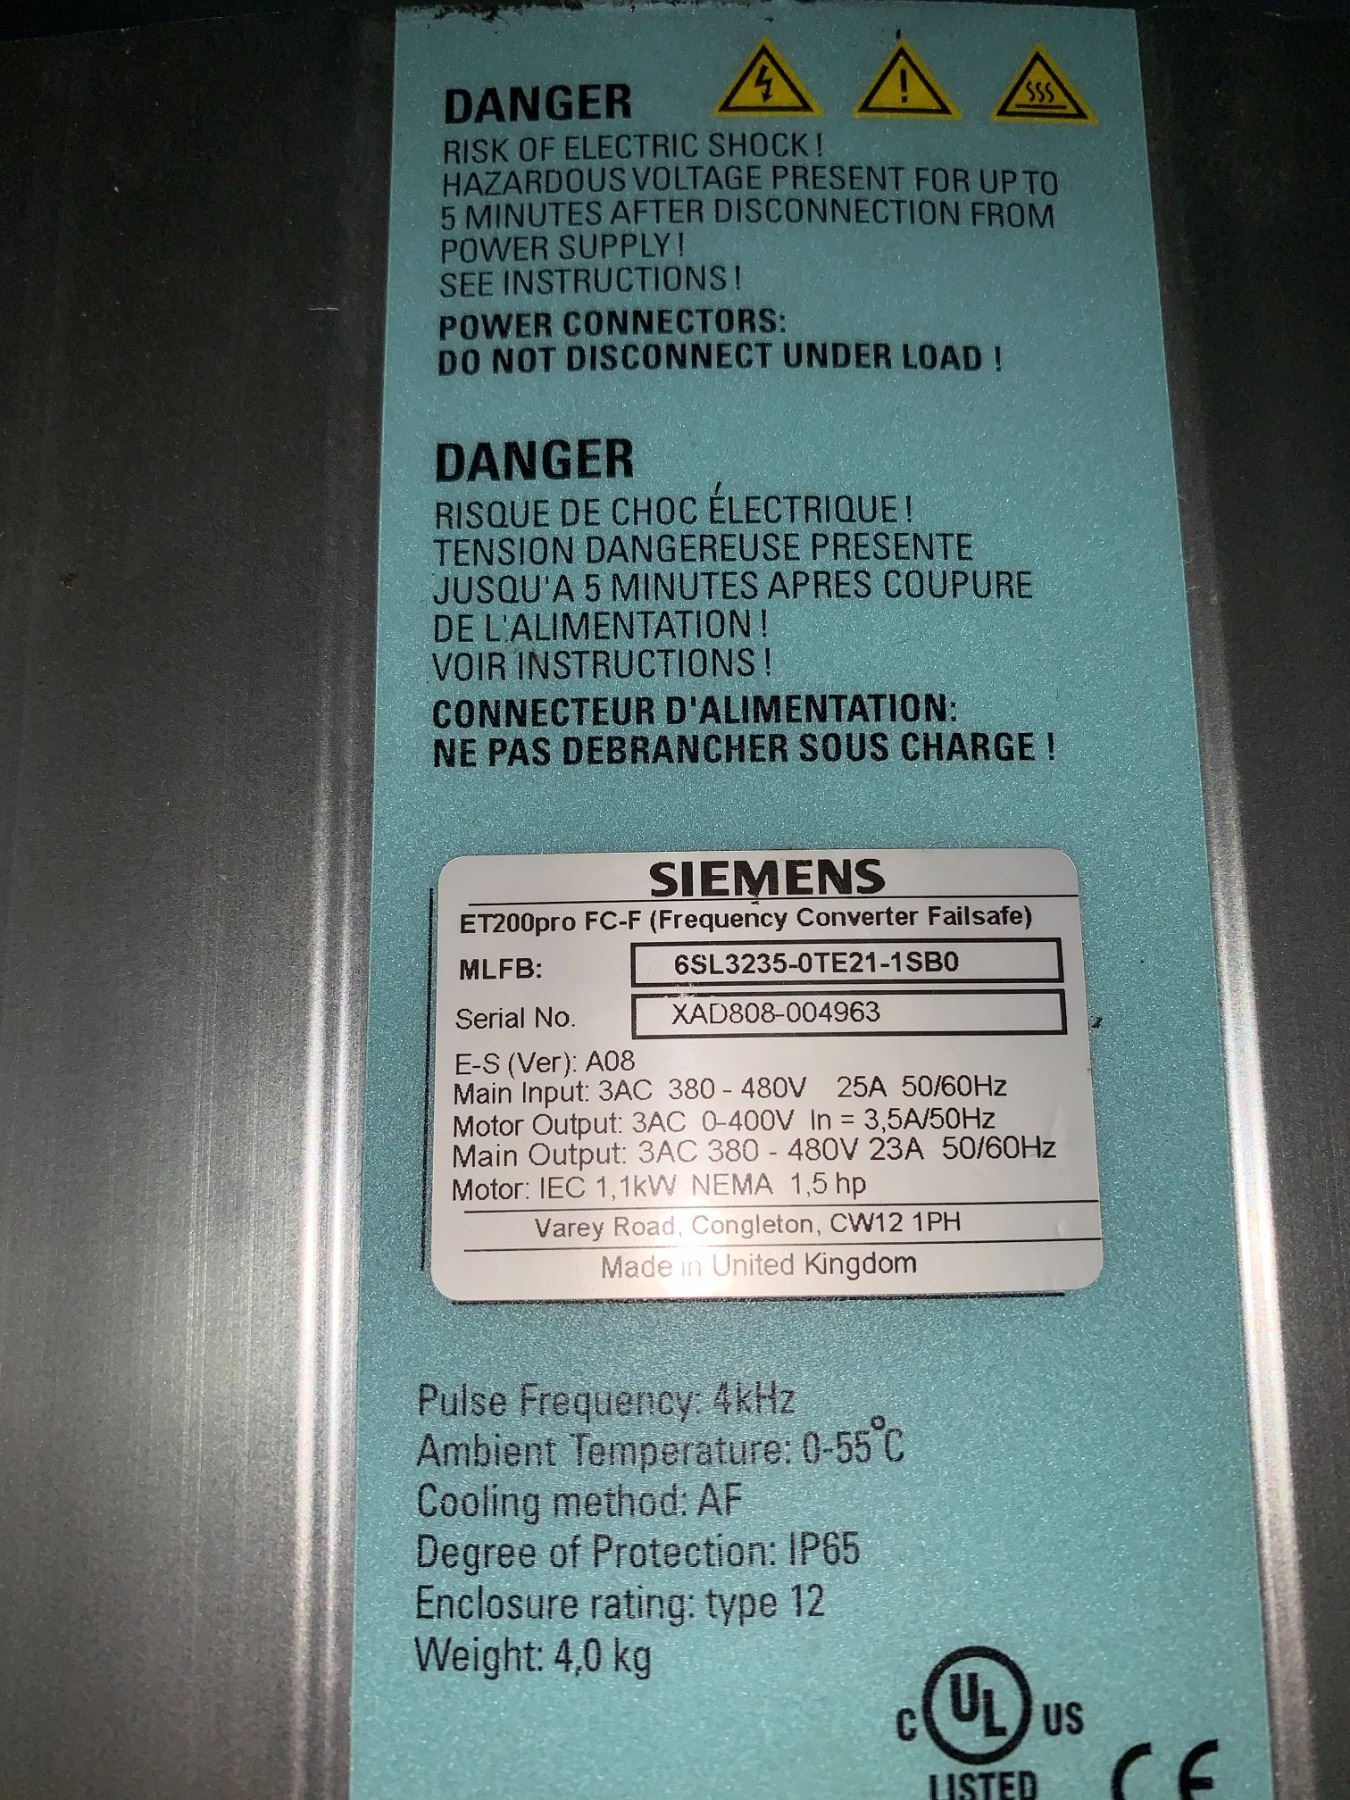 DANGER
RISK OF ELECTRIC SHOCK !
HAZARDOUS VOLTAGE PRESENT FOR UP TO
5 MINUTES AFTER DISCONNECTION FROM
POWER SUPPLY !
SEE INSTRUCTIONS !
POWER CONNECTORS:
DO NOT DISCONNECT UNDER LOAD !
DANGER
RISQUE DE CHOC ÉLECTRIQUE !
TENSION DANGEREUSE PRESENTE
JUSQU'A 5 MINUTES APRES COUPURE
DE L'ALIMENTATION !
VOIR INSTRUCTIONS !
CONNECTEUR D'ALIMENTATION:
NE PAS DEBRANCHER SOUS CHARGE !
SIEMENS
ET200pro FC-F (Frequency Converter Failsafe)
MLFB: 6SL3235-0TE21-1SB0
Serial No. XAD808-004963
E-S (Ver): A08
Main Input: 3AC 380 - 480V 25A 50/60Hz
Motor Output: 3AC 0-400V In = 3,5A/50Hz
Main Output: 3AC 380 - 480V 23A 50/60Hz
Motor: IEC 1,1kW NEMA 1,5 hp
Varey Road, Congleton, CW12 1PH
Made in United Kingdom
Pulse Frequency: 4kHz
Ambient Temperature: 0-55°C
Cooling method: AF
Degree of Protection: IP65
Enclosure rating: type 12
Weight: 4,0 kg
C UL US
LISTED CE